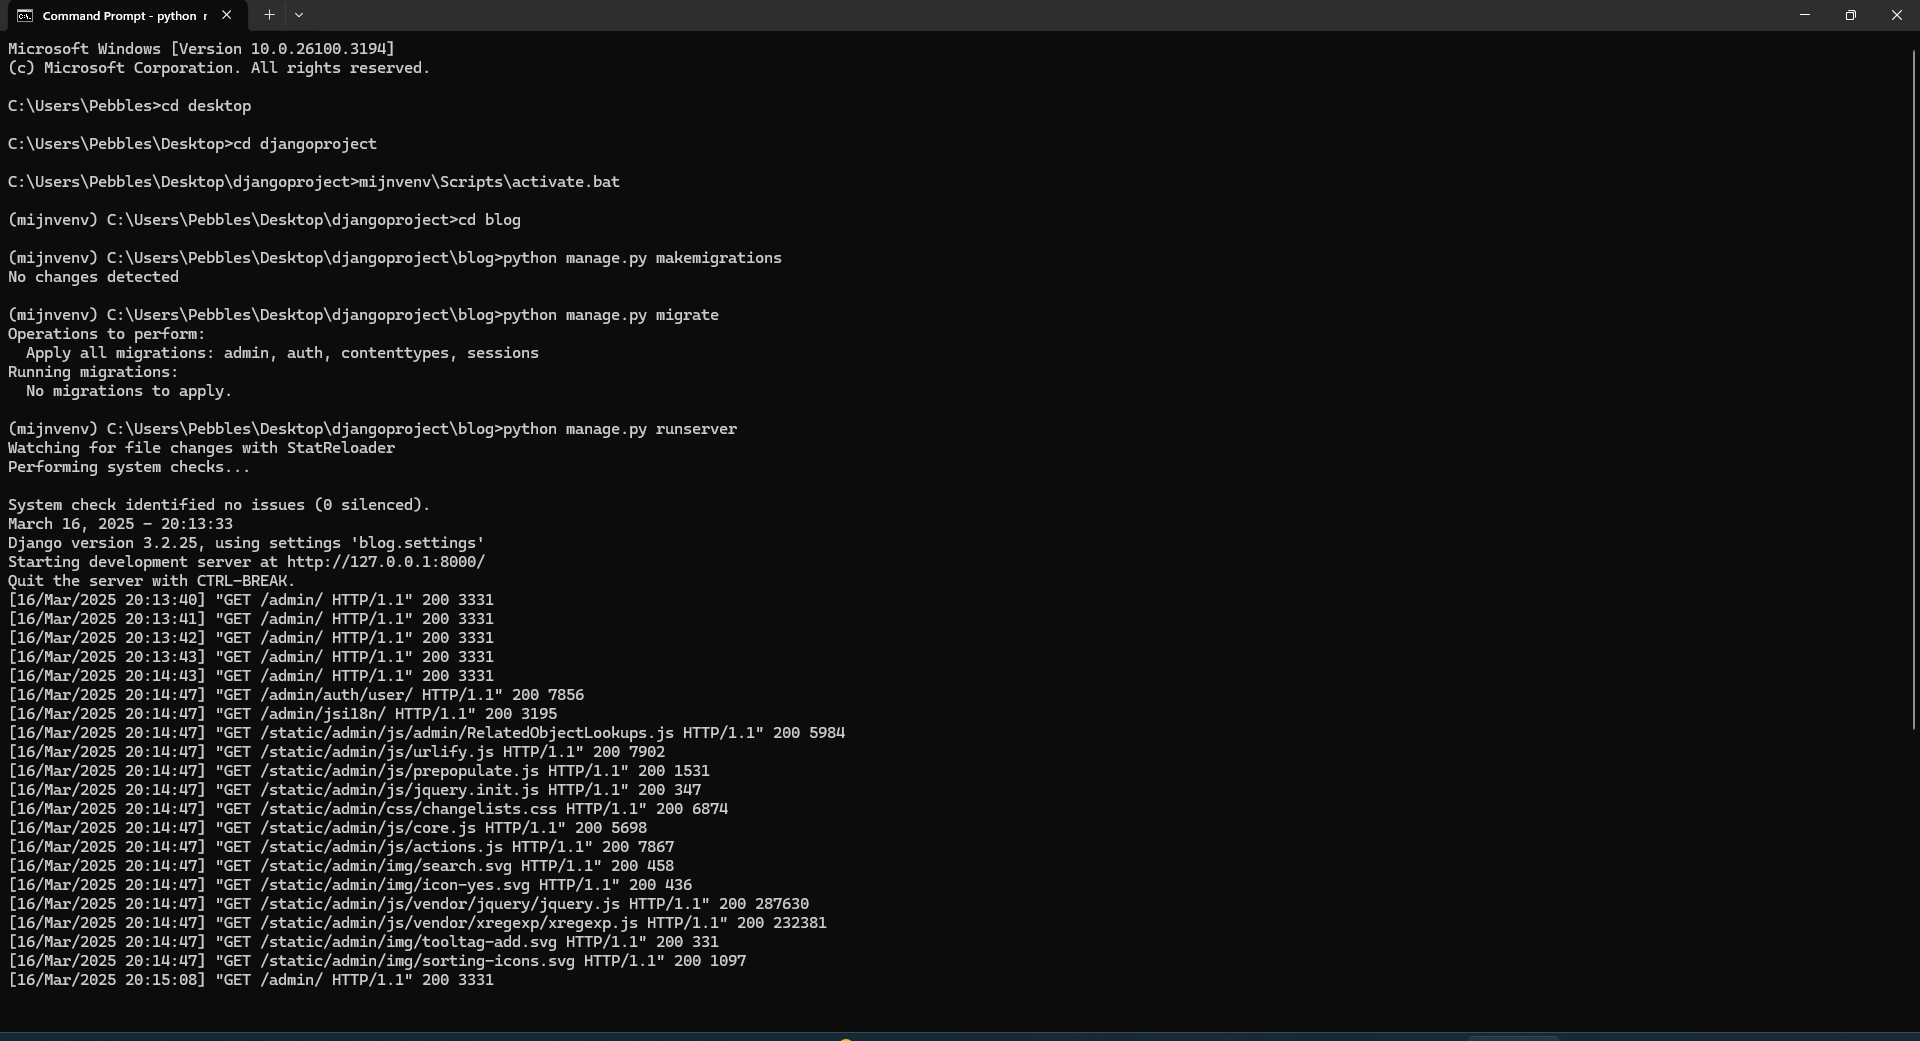 Command Prompt - python r
Microsoft Windows [Version 10.0.26100.3194]
(c) Microsoft Corporation. All rights reserved.
C:\Users\Pebbles>cd desktop
C:\Users\Pebbles\Desktop>cd djangoproject
C:\Users\Pebbles\Desktop\djangoproject>mijnvenv\Scripts\activate.bat
(mijnvenv) C:\Users\Pebbles\Desktop\djangoproject>cd blog
(mijnvenv) C:\Users\Pebbles\Desktop\djangoproject\blog>python manage.py makemigrations
No changes detected
(mijnvenv) C:\Users\Pebbles\Desktop\djangoproject\blog>python manage.py migrate
Operations to perform:
  Apply all migrations: admin, auth, contenttypes, sessions
Running migrations:
  No migrations to apply.
(mijnvenv) C:\Users\Pebbles\Desktop\djangoproject\blog>python manage.py runserver
Watching for file changes with StatReloader
Performing system checks...
System check identified no issues (0 silenced).
March 16, 2025 - 20:13:33
Django version 3.2.25, using settings 'blog.settings'
Starting development server at http://127.0.0.1:8000/
Quit the server with CTRL-BREAK.
[16/Mar/2025 20:13:40] "GET /admin/ HTTP/1.1" 200 3331
[16/Mar/2025 20:13:41] "GET /admin/ HTTP/1.1" 200 3331
[16/Mar/2025 20:13:42] "GET /admin/ HTTP/1.1" 200 3331
[16/Mar/2025 20:13:43] "GET /admin/ HTTP/1.1" 200 3331
[16/Mar/2025 20:14:43] "GET /admin/ HTTP/1.1" 200 3331
[16/Mar/2025 20:14:47] "GET /admin/auth/user/ HTTP/1.1" 200 7856
[16/Mar/2025 20:14:47] "GET /admin/jsi18n/ HTTP/1.1" 200 3195
[16/Mar/2025 20:14:47] "GET /static/admin/js/admin/RelatedObjectLookups.js HTTP/1.1" 200 5984
[16/Mar/2025 20:14:47] "GET /static/admin/js/urlify.js HTTP/1.1" 200 7902
[16/Mar/2025 20:14:47] "GET /static/admin/js/prepopulate.js HTTP/1.1" 200 1531
[16/Mar/2025 20:14:47] "GET /static/admin/js/jquery.init.js HTTP/1.1" 200 347
[16/Mar/2025 20:14:47] "GET /static/admin/css/changelists.css HTTP/1.1" 200 6874
[16/Mar/2025 20:14:47] "GET /static/admin/js/core.js HTTP/1.1" 200 5698
[16/Mar/2025 20:14:47] "GET /static/admin/js/actions.js HTTP/1.1" 200 7867
[16/Mar/2025 20:14:47] "GET /static/admin/img/search.svg HTTP/1.1" 200 458
[16/Mar/2025 20:14:47] "GET /static/admin/img/icon-yes.svg HTTP/1.1" 200 436
[16/Mar/2025 20:14:47] "GET /static/admin/js/vendor/jquery/jquery.js HTTP/1.1" 200 287630
[16/Mar/2025 20:14:47] "GET /static/admin/js/vendor/xregexp/xregexp.js HTTP/1.1" 200 232381
[16/Mar/2025 20:14:47] "GET /static/admin/img/tooltag-add.svg HTTP/1.1" 200 331
[16/Mar/2025 20:14:47] "GET /static/admin/img/sorting-icons.svg HTTP/1.1" 200 1097
[16/Mar/2025 20:15:08] "GET /admin/ HTTP/1.1" 200 3331